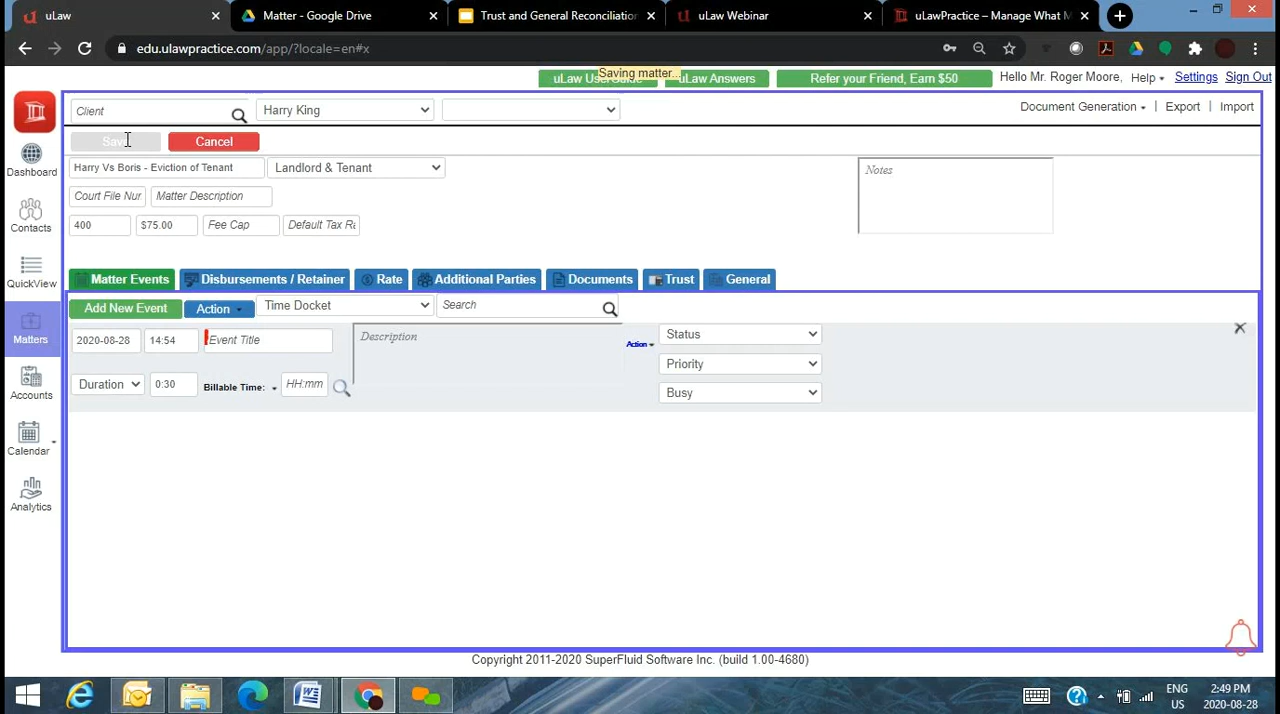 uLaw
Matter - Google Drive
Trust and General Reconciliation
uLaw Webinar
uLawPractice – Manage What M
edu.ulawpractice.com/app/?locale=en#x
Saving matter...
uLaw Answers
Refer your Friend, Earn $50
Hello Mr. Roger Moore,
Help
Settings
Sign Out
Client
Harry King
Document Generation
Export
Import
Save
Cancel
Harry Vs Boris - Eviction of Tenant
Landlord & Tenant
Notes
Court File Nur
Matter Description
400
$75.00
Fee Cap
Default Tax Ra
Matter Events
Disbursements / Retainer
Rate
Additional Parties
Documents
Trust
General
Add New Event
Action
Time Docket
Search
2020-08-28
14:54
Event Title
Description
Action
Status
Priority
Busy
Duration
0:30
Billable Time:
HH:mm
Dashboard
Contacts
QuickView
Matters
Accounts
Calendar
Analytics
Copyright 2011-2020 SuperFluid Software Inc. (build 1.00-4680)
ENG
US
2:49 PM
2020-08-28